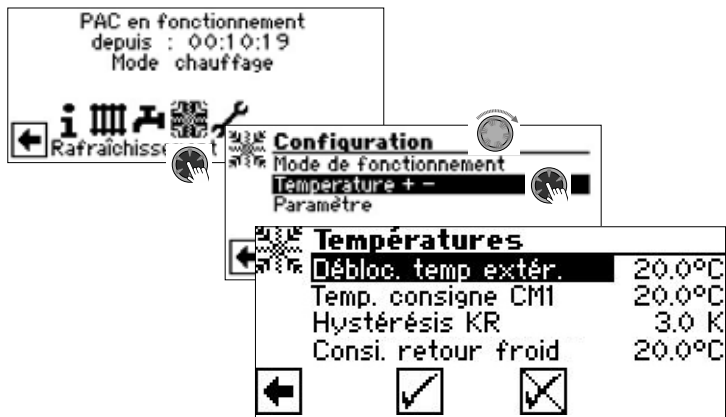 PAC en fonctionnement
depuis : 00:10:19
Mode chauffage
Rafraîchisse t
Configuration
Mode de fonctionnement
Temperature + -
Paramètre
Températures
Débloc. temp extér. 20.0°C
Temp. consigne CM1 20.0°C
Hystérésis KR 3.0 K
Consi. retour froid 20.0°C